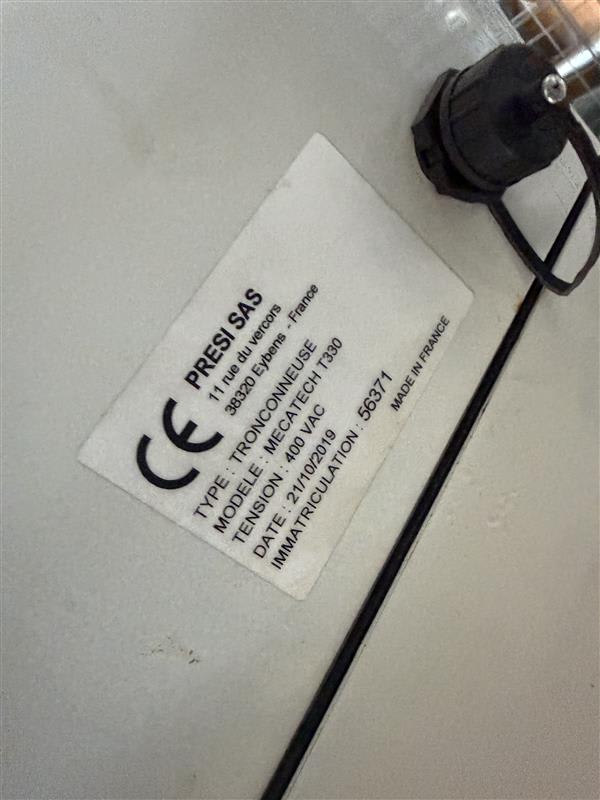 CE PRESI SAS
11 rue du vercors
38320 Eybens - France
TYPE : TRONCONNEUSE
MODELE : MECATECH T330
TENSION : 400 VAC
DATE : 21/10/2019
IMMATRICULATION : 56371
MADE IN FRANCE